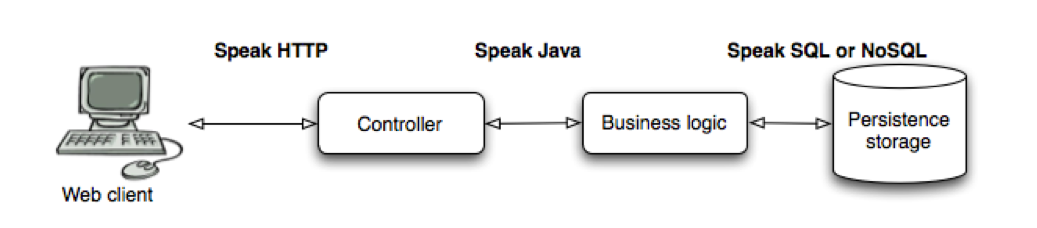 Speak HTTP
Speak Java
Speak SQL or NoSQL
Controller
Business logic
Persistence
storage
Web client